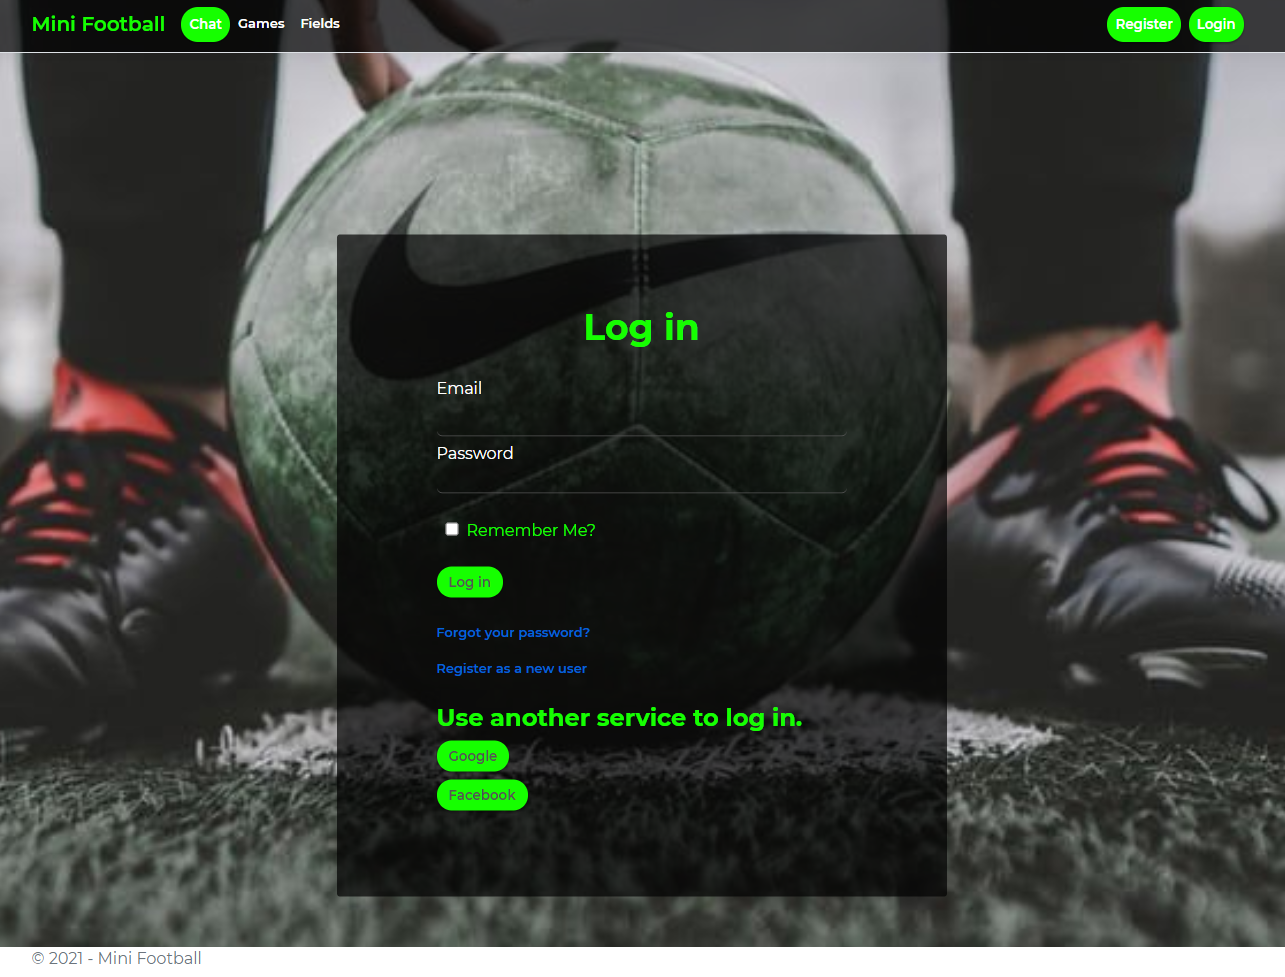 Mini Football Chat Games Fields Register Login
Log in
Email
Password
Remember Me?
Log in
Forgot your password?
Register as a new user
Use another service to log in.
Google
Facebook
© 2021 - Mini Football